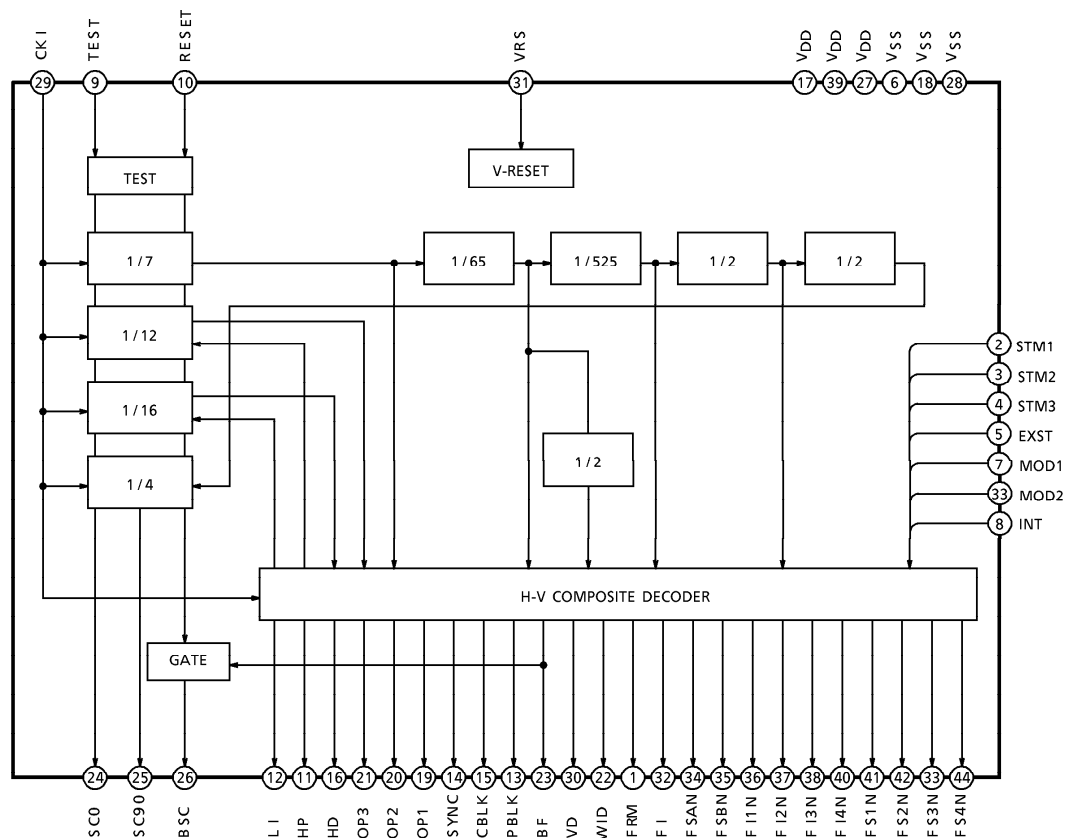 CKI
TEST
RESET
VRS
VDD
VDD
VDD
VSS
VSS
VSS
29
9
10
31
17
39
27
6
18
28
TEST
V-RESET
1/7
1/65
1/525
1/2
1/2
1/12
1/16
1/4
1/2
2 STM1
3 STM2
4 STM3
5 EXST
7 MOD1
33 MOD2
8 INT
H-V COMPOSITE DECODER
GATE
24
25
26
12
11
16
21
20
19
14
15
13
23
30
22
1
32
34
35
36
37
38
40
41
42
33
44
SC0
SC90
BSC
LI
HP
HD
OP3
OP2
OP1
SYNC
CBLK
PBLK
BF
VD
WID
FRM
FI
FSAN
FSBN
FI1N
FI2N
FI3N
FI4N
FS1N
FS2N
FS3N
FS4N